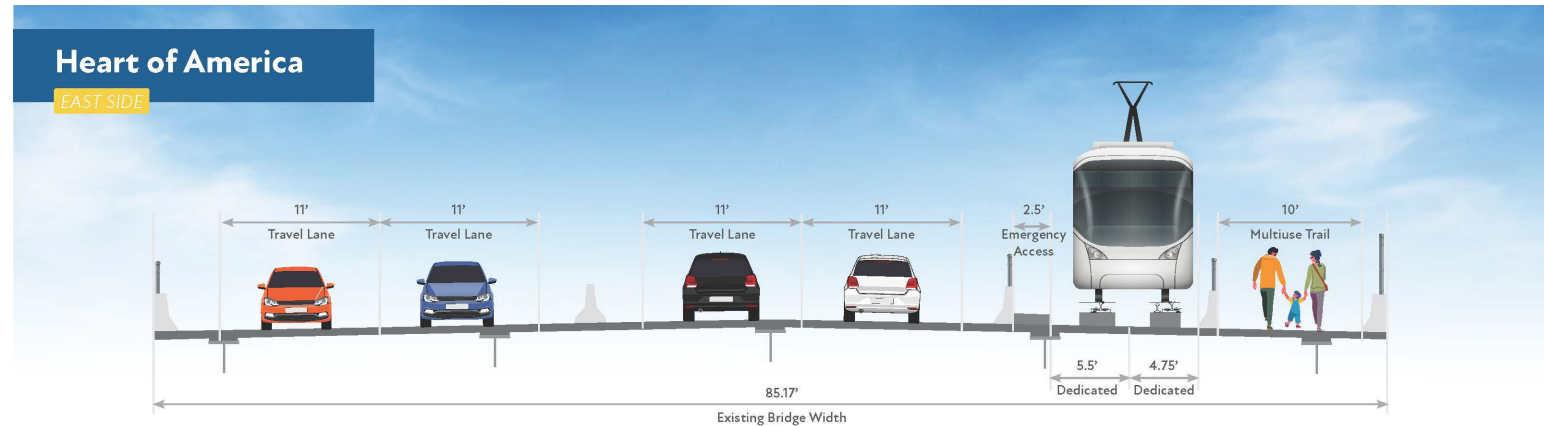 Heart of America
EAST SIDE
11’
Travel Lane
11’
Travel Lane
11’
Travel Lane
11’
Travel Lane
2.5’
Emergency
Access
10’
Multiuse Trail
5.5’
Dedicated
4.75’
Dedicated
85.17’
Existing Bridge Width